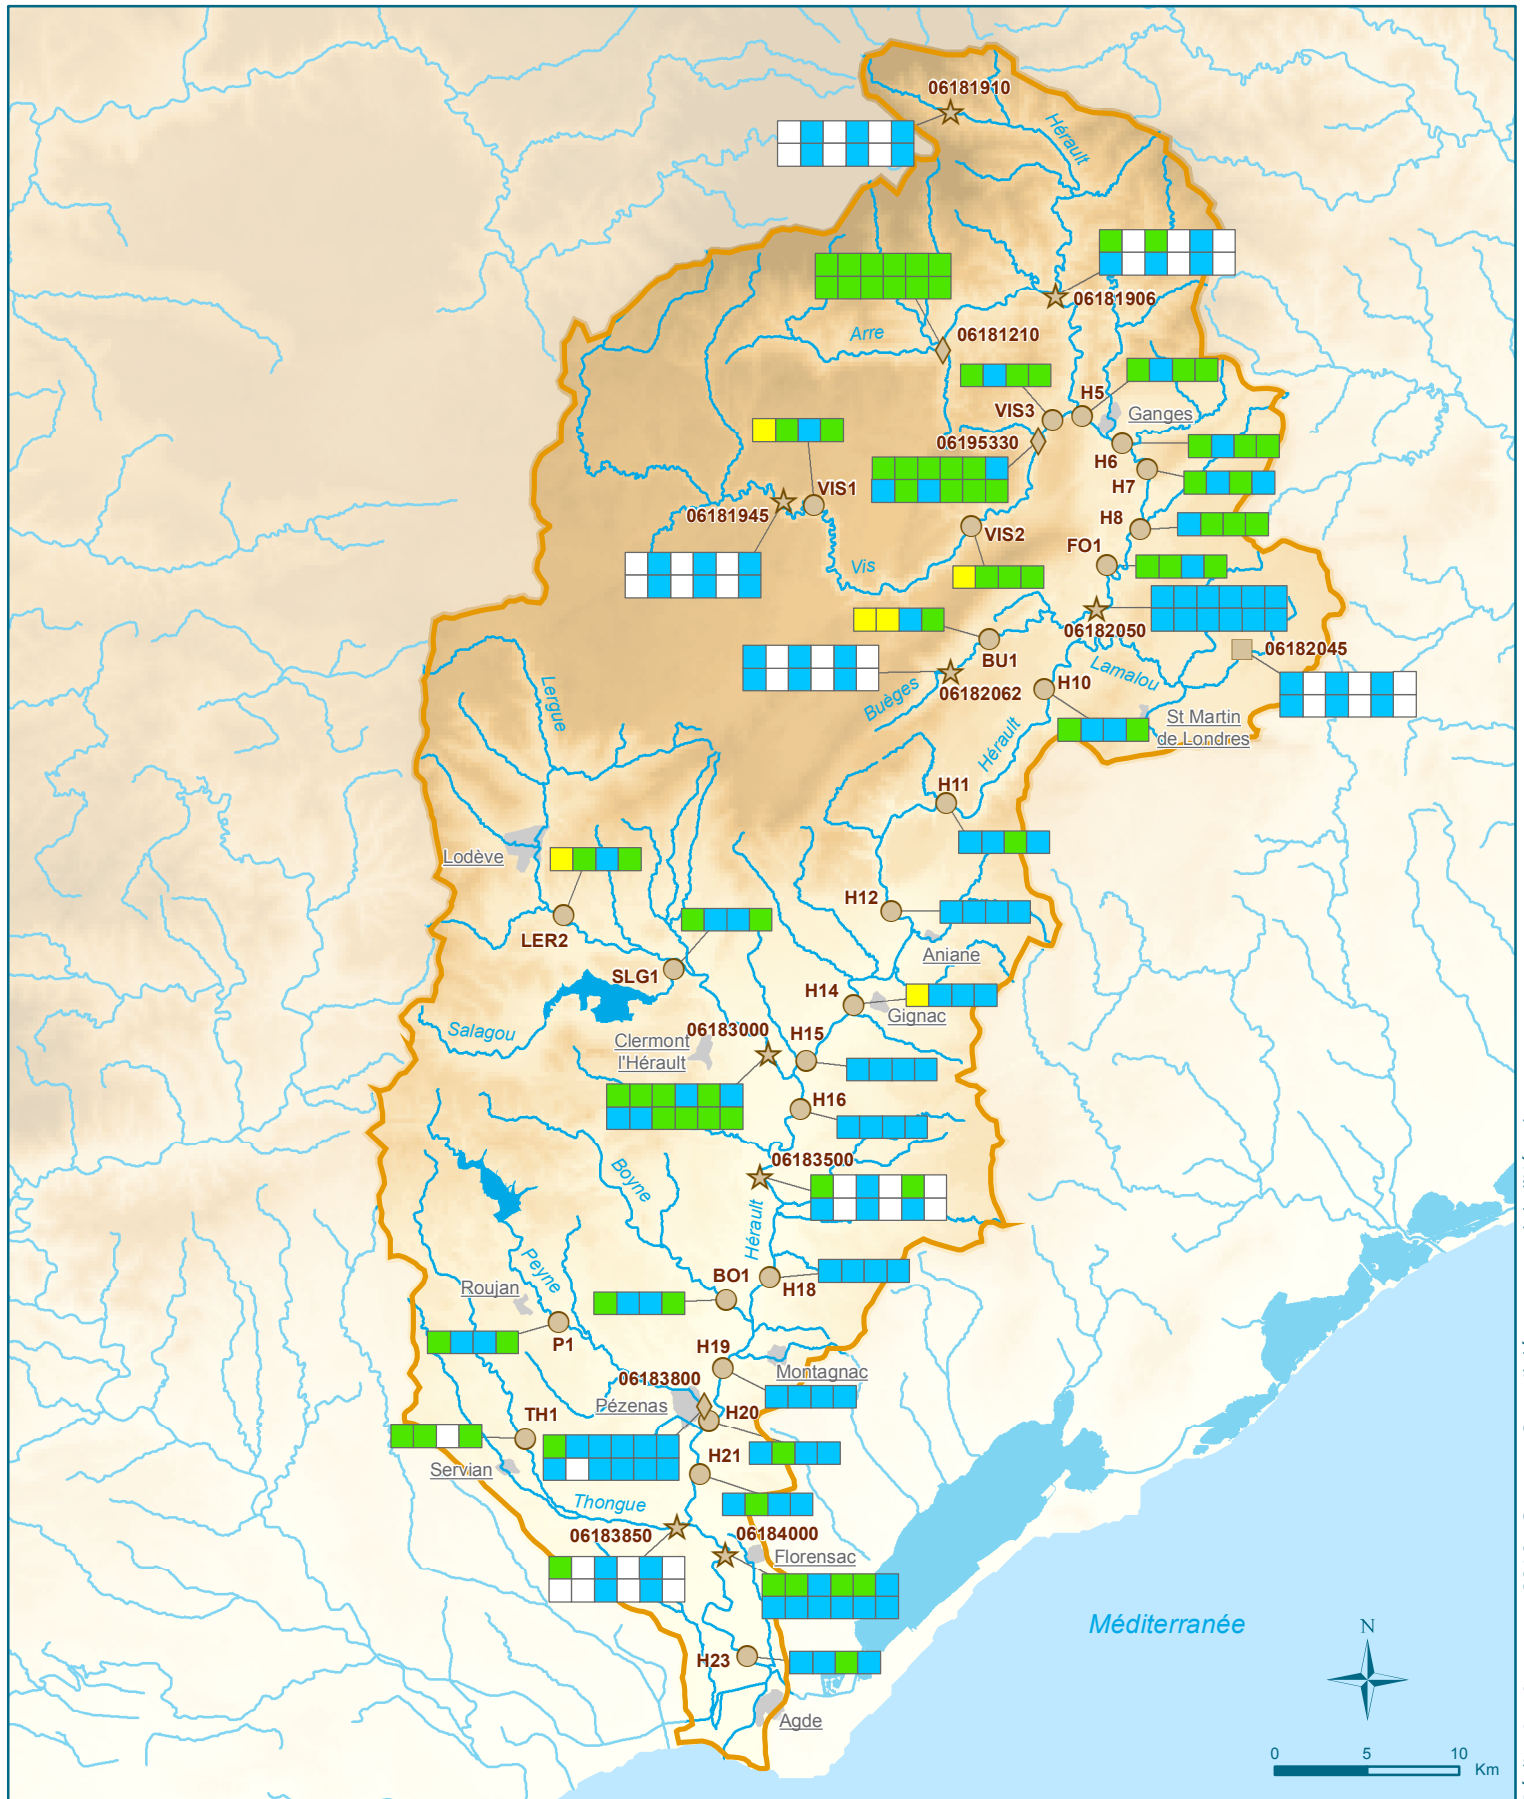 06181910
Hérault
06181906
Arre
06181210
H5
VIS3
Ganges
06195330
H6
H7
VIS1
06181945
H8
VIS2
FO1
Vis
06182050
06182045
BU1
Lamalou
H10
06182062
Buèges
Lergue
St Martin
de Londres
Hérault
H11
Lodève
H12
LER2
Aniane
SLG1
H14
Gignac
Salagou
06183000
H15
Clermont
l'Hérault
H16
06183500
Boyne
Hérault
Peyne
BO1
H18
Roujan
P1
H19
Montagnac
06183800
Pézenas
H20
TH1
H21
Servian
Thongue
06183850
06184000
Florensac
Méditerranée
N
H23
Agde
0
5
10
Km